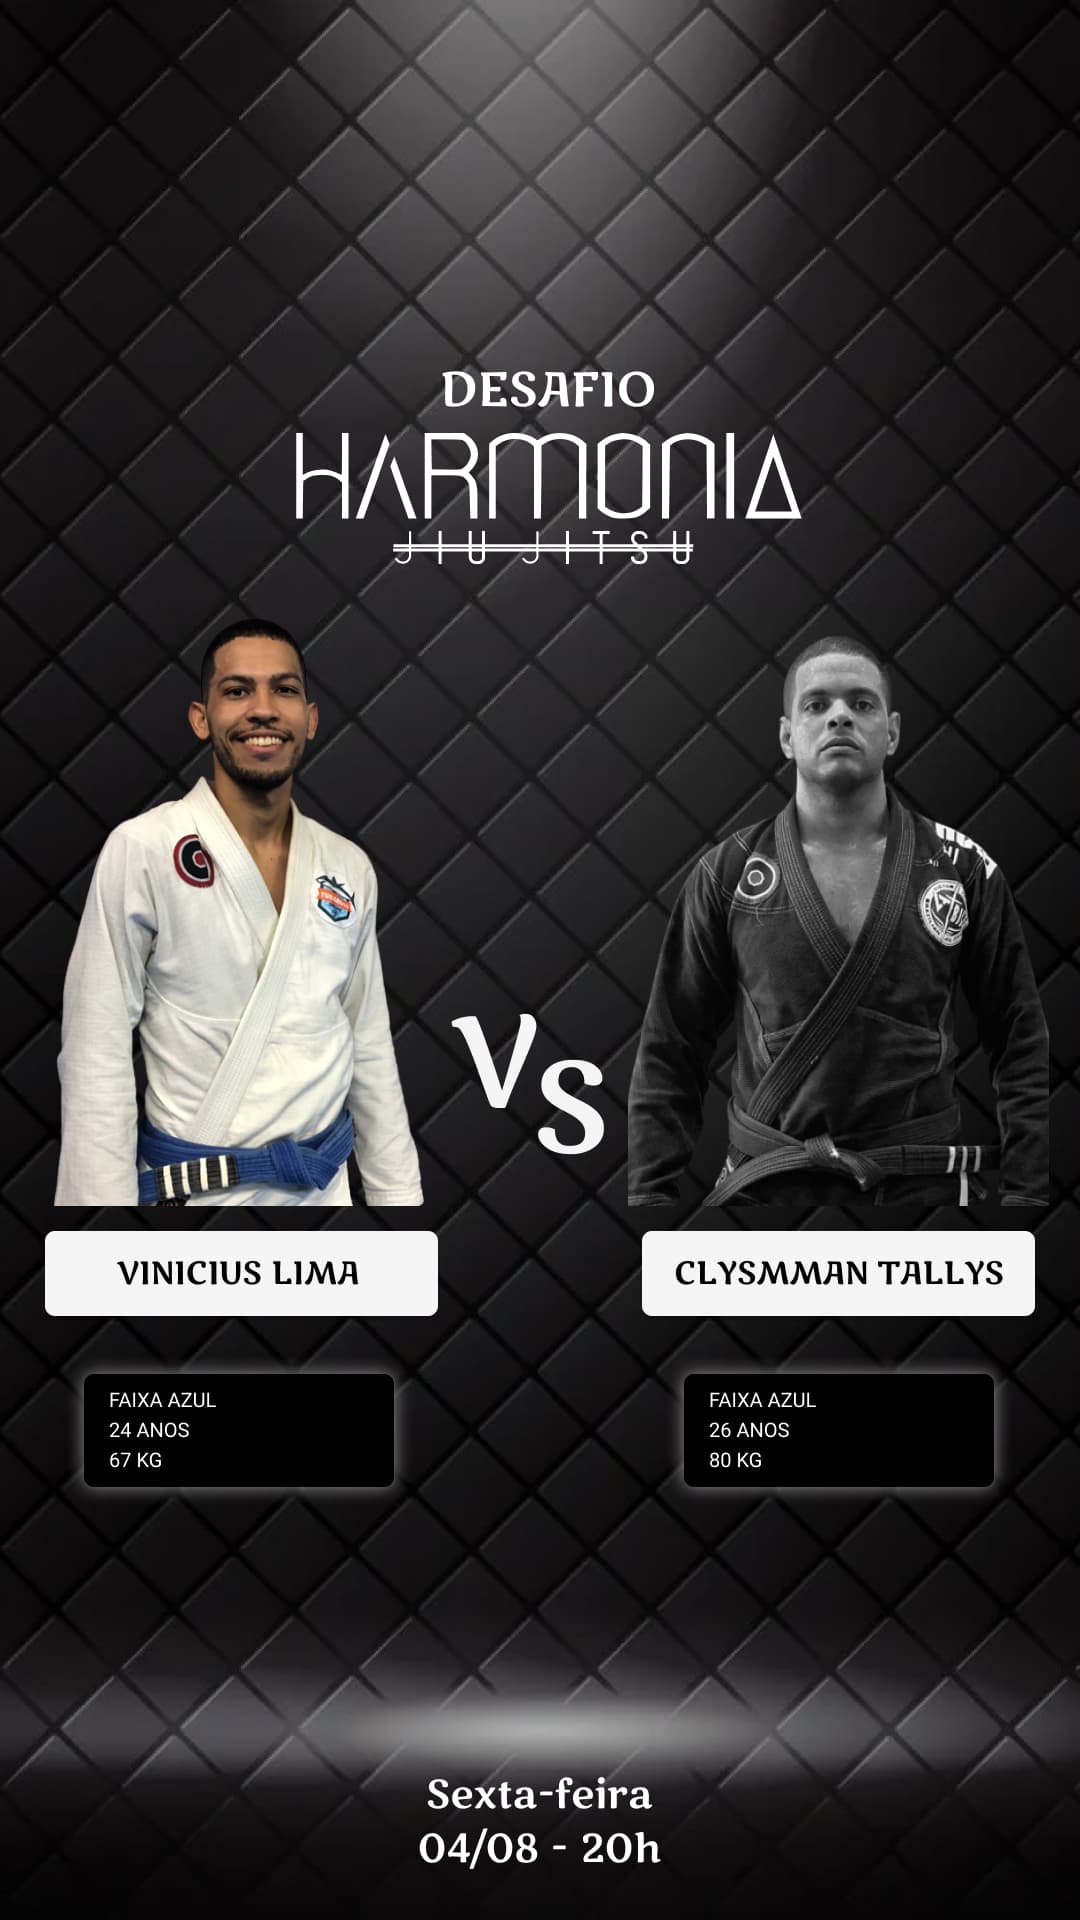 DESAFIO
HARMONIA
JIU JITSU
VS
VINICIUS LIMA
CLYSMMAN TALLYS
FAIXA AZUL
24 ANOS
67 KG
FAIXA AZUL
26 ANOS
80 KG
Sexta-feira
04/08 - 20h